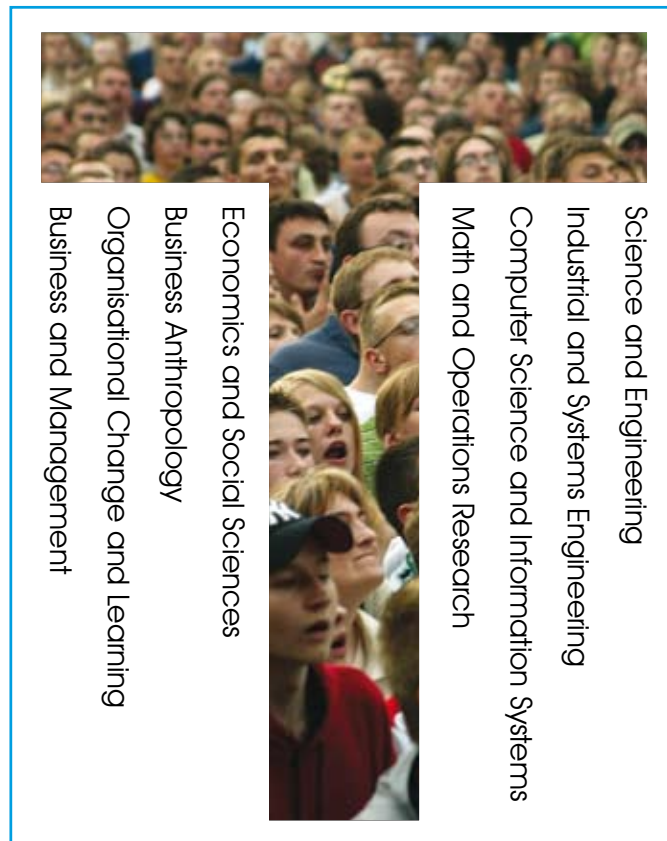 Business and Management
Organisational Change and Learning
Business Anthropology
Economics and Social Sciences
Math and Operations Research
Computer Science and Information Systems
Industrial and Systems Engineering
Science and Engineering